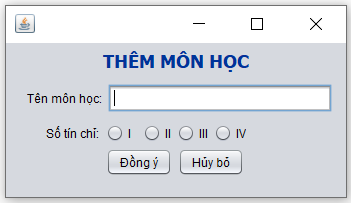 THÊM MÔN HỌC
Tên môn học:
Số tín chỉ: I II III IV
Đồng ý Hủy bỏ